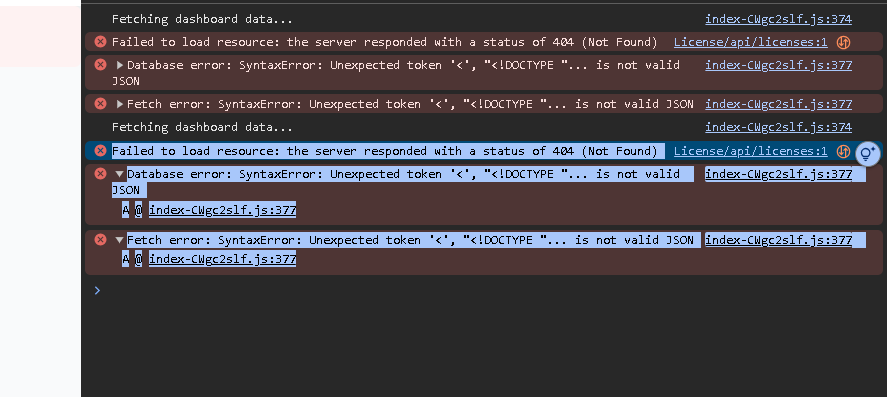 Fetching dashboard data... index-CWgc2slf.js:374
Failed to load resource: the server responded with a status of 404 (Not Found) License/api/licenses:1
Database error: SyntaxError: Unexpected token '<', "<!DOCTYPE "... is not valid index-CWgc2slf.js:377
JSON
Fetch error: SyntaxError: Unexpected token '<', "<!DOCTYPE "... is not valid JSON index-CWgc2slf.js:377
Fetching dashboard data... index-CWgc2slf.js:374
Failed to load resource: the server responded with a status of 404 (Not Found) License/api/licenses:1
Database error: SyntaxError: Unexpected token '<', "<!DOCTYPE "... is not valid index-CWgc2slf.js:377
JSON
A @ index-CWgc2slf.js:377
Fetch error: SyntaxError: Unexpected token '<', "<!DOCTYPE "... is not valid JSON index-CWgc2slf.js:377
A @ index-CWgc2slf.js:377